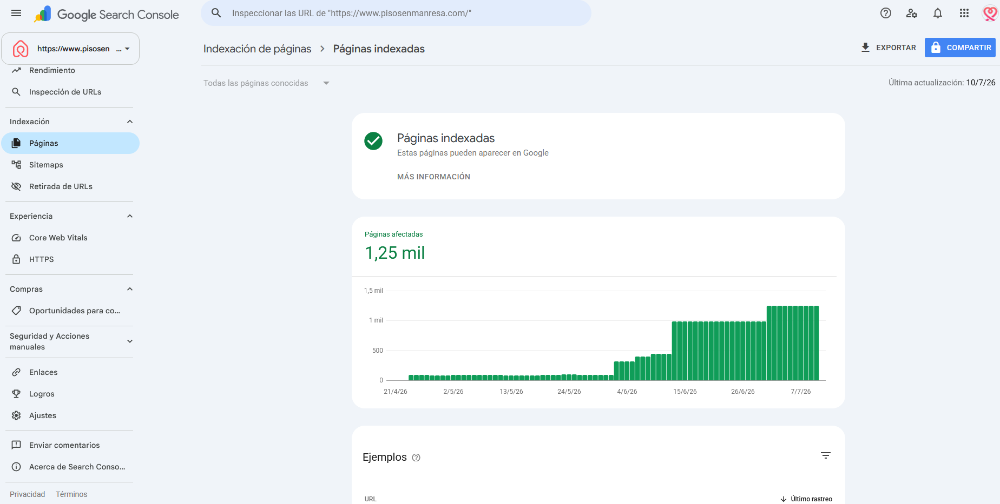 Google Search Console
Inspeccionar las URL de "https://www.pisosenmanresa.com/"
https://www.pisosen ...
Rendimiento
Inspección de URLs
Indexación
Páginas
Sitemaps
Retirada de URLs
Experiencia
Core Web Vitals
HTTPS
Compras
Oportunidades para co...
Seguridad y Acciones
manuales
Enlaces
Logros
Ajustes
Enviar comentarios
Acerca de Search Conso...
Privacidad Términos
Indexación de páginas > Páginas indexadas
EXPORTAR
COMPARTIR
Todas las páginas conocidas
Última actualización: 10/7/26
Páginas indexadas
Estas páginas pueden aparecer en Google
MÁS INFORMACIÓN
Páginas afectadas
1,25 mil
1,5 mil
1 mil
500
0
21/4/26 2/5/26 13/5/26 24/5/26 4/6/26 15/6/26 26/6/26 7/7/26
Ejemplos
URL
Último rastreo